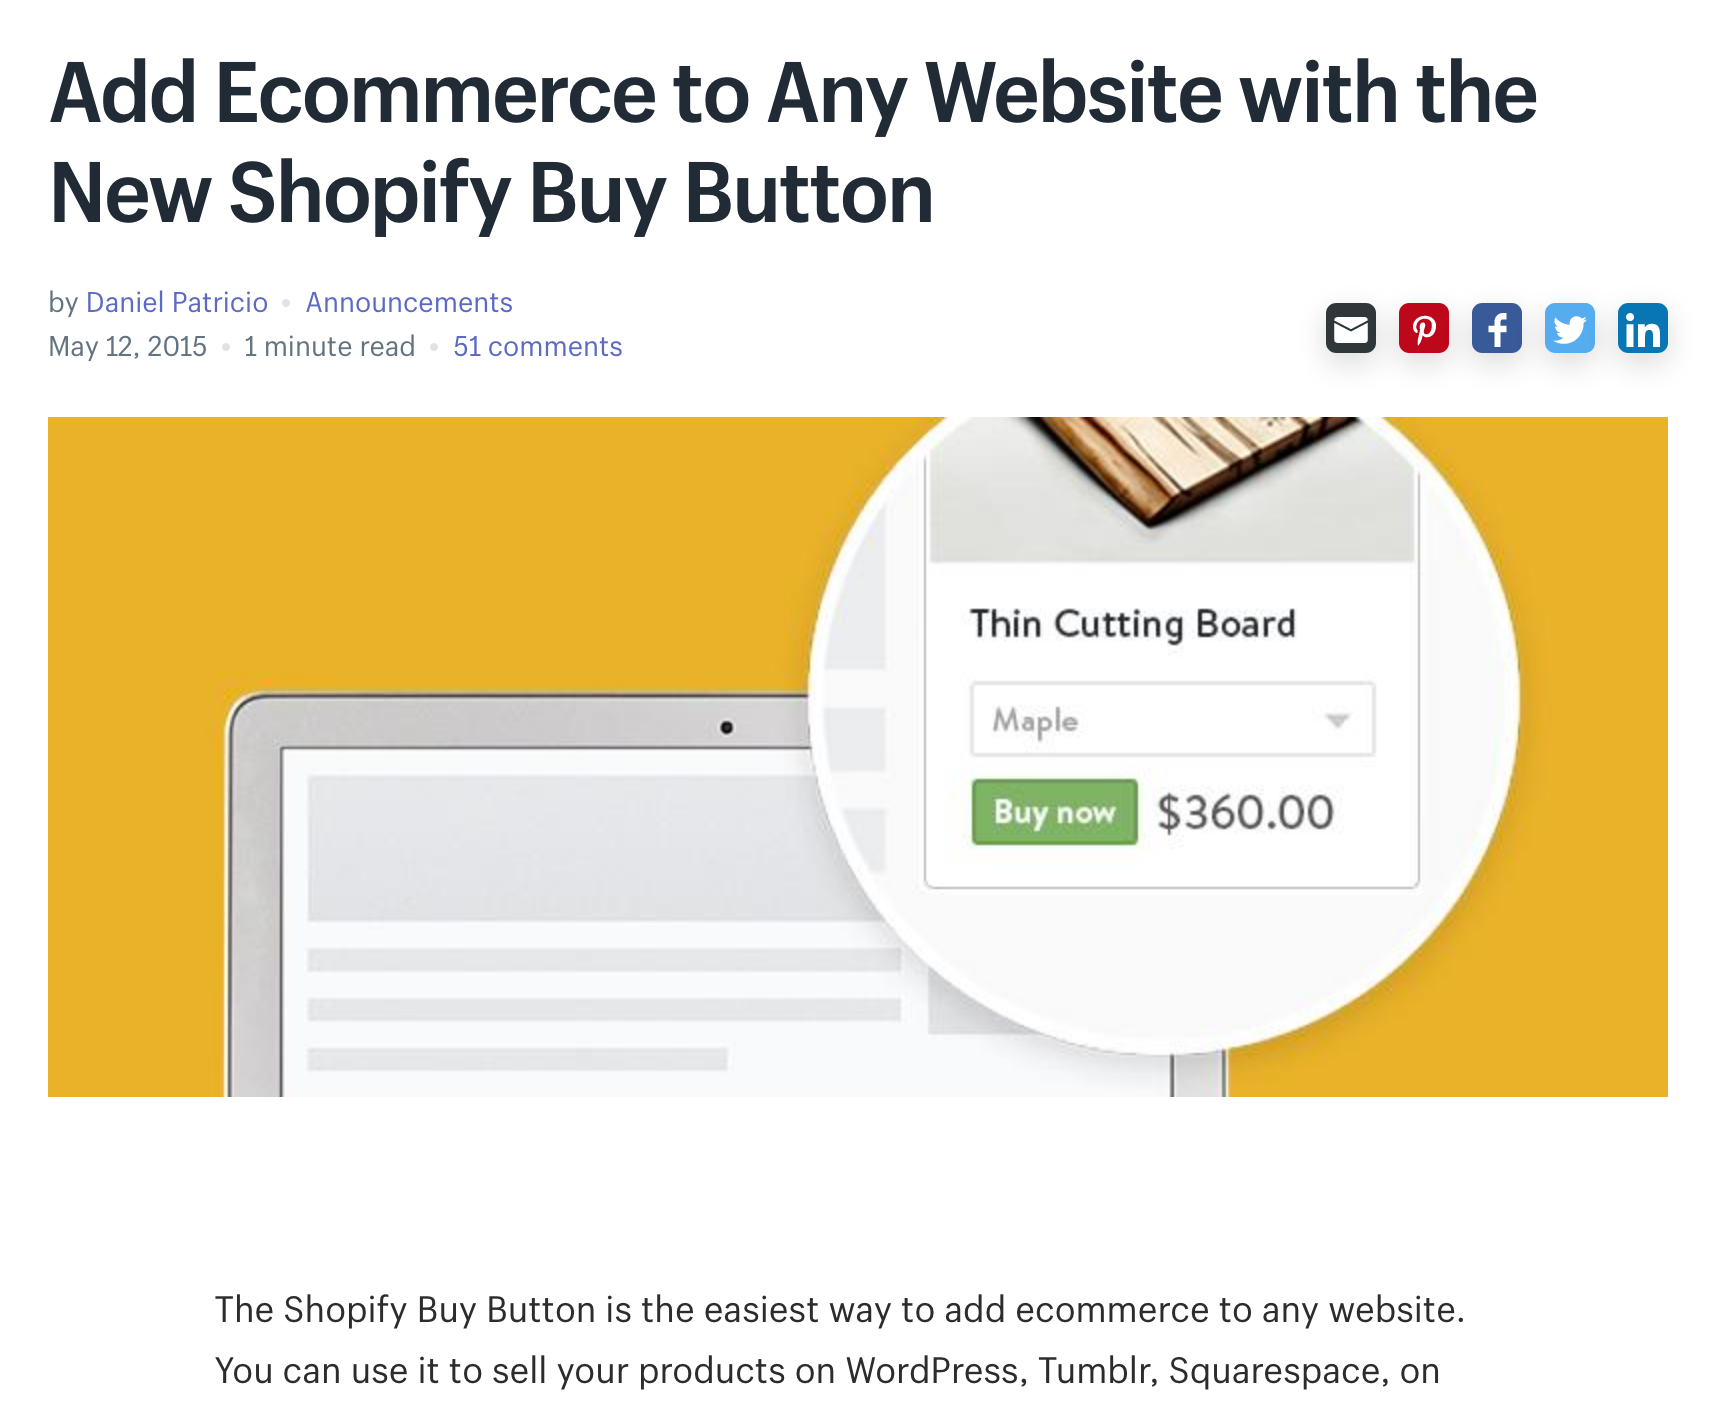 Add Ecommerce to Any Website with the
New Shopify Buy Button
by Daniel Patricio • Announcements
May 12, 2015 • 1 minute read • 51 comments
Thin Cutting Board
Maple
Buy now $360.00
The Shopify Buy Button is the easiest way to add ecommerce to any website.
You can use it to sell your products on WordPress, Tumblr, Squarespace, on